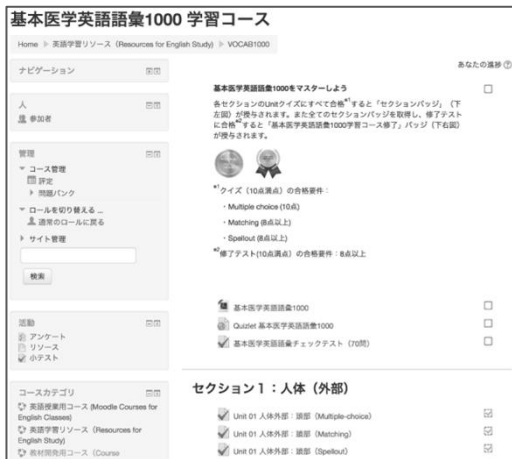 基本医学英語語彙1000 学習コース
Home ▶ 英語学習リソース（Resources for English Study） ▶ VOCAB1000
ナビゲーション
人
参加者
管理
コース管理
評定
問題バンク
ロールを切り替える ...
通常のロールに戻る
サイト管理
検索
活動
アンケート
リソース
小テスト
コースカテゴリ
英語授業用コース (Moodle Courses for
English Classes)
英語学習リソース（Resources for
English Study)
教材開発用コース（Course
あなたの進捗
基本医学英語語彙1000をマスターしよう
各セクションのUnitクイズにすべて合格*1すると「セクションバッジ」（下
左図）が授与されます。また全てのセクションバッジを取得し、修了テスト
に合格*2すると「基本医学英語語彙1000学習コース修了」バッジ（下右図）
が授与されます。
*1クイズ（10点満点）の合格要件：
・Multiple choice (10点)
・Matching (8点以上)
・Spellout (8点以上)
*2修了テスト(10点満点）の合格要件：8点以上
基本医学英語語彙1000
Quizlet 基本医学英語語彙1000
基本医学英語語彙チェックテスト（70問）
セクション1：人体（外部）
Unit 01 人体外部：頭部（Multiple-choice）
Unit 01 人体外部：頭部（Matching）
Unit 01 人体外部：頭部（Spellout）